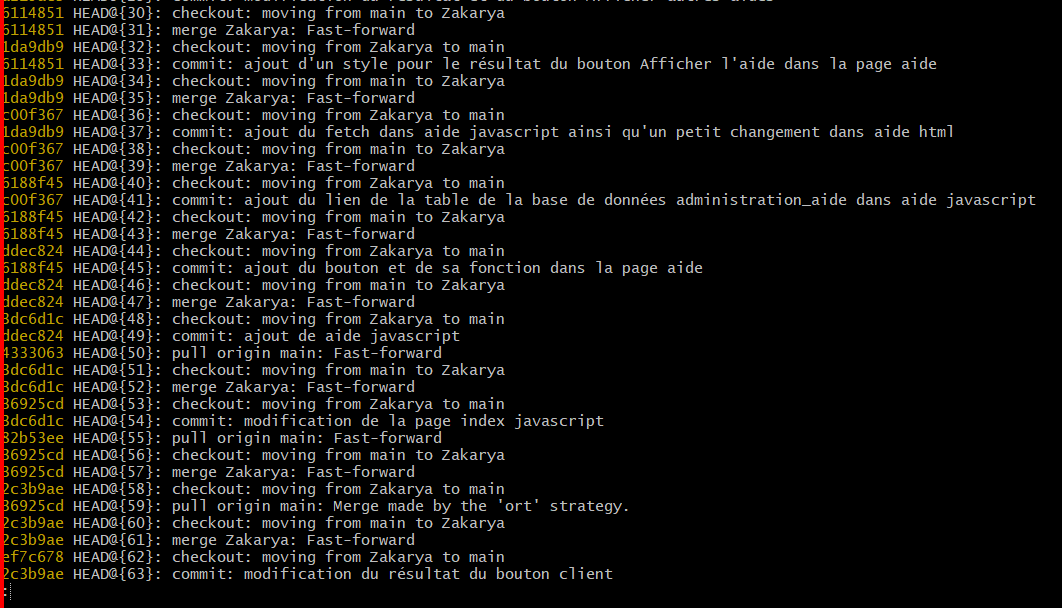 6114851 HEAD@{30}: checkout: moving from main to Zakarya
6114851 HEAD@{31}: merge Zakarya: Fast-forward
1da9db9 HEAD@{32}: checkout: moving from Zakarya to main
6114851 HEAD@{33}: commit: ajout d'un style pour le résultat du bouton Afficher l'aide dans la page aide
1da9db9 HEAD@{34}: checkout: moving from main to Zakarya
1da9db9 HEAD@{35}: merge Zakarya: Fast-forward
c00f367 HEAD@{36}: checkout: moving from Zakarya to main
1da9db9 HEAD@{37}: commit: ajout du fetch dans aide javascript ainsi qu'un petit changement dans aide html
c00f367 HEAD@{38}: checkout: moving from main to Zakarya
c00f367 HEAD@{39}: merge Zakarya: Fast-forward
6188f45 HEAD@{40}: checkout: moving from Zakarya to main
c00f367 HEAD@{41}: commit: ajout du lien de la table de la base de données administration_aide dans aide javascript
6188f45 HEAD@{42}: checkout: moving from main to Zakarya
6188f45 HEAD@{43}: merge Zakarya: Fast-forward
ddec824 HEAD@{44}: checkout: moving from Zakarya to main
6188f45 HEAD@{45}: commit: ajout du bouton et de sa fonction dans la page aide
ddec824 HEAD@{46}: checkout: moving from main to Zakarya
ddec824 HEAD@{47}: merge Zakarya: Fast-forward
3dc6d1c HEAD@{48}: checkout: moving from Zakarya to main
ddec824 HEAD@{49}: commit: ajout de aide javascript
4333063 HEAD@{50}: pull origin main: Fast-forward
3dc6d1c HEAD@{51}: checkout: moving from main to Zakarya
3dc6d1c HEAD@{52}: merge Zakarya: Fast-forward
36925cd HEAD@{53}: checkout: moving from Zakarya to main
3dc6d1c HEAD@{54}: commit: modification de la page index javascript
82b53ee HEAD@{55}: pull origin main: Fast-forward
36925cd HEAD@{56}: checkout: moving from main to Zakarya
36925cd HEAD@{57}: merge Zakarya: Fast-forward
2c3b9ae HEAD@{58}: checkout: moving from Zakarya to main
36925cd HEAD@{59}: pull origin main: Merge made by the 'ort' strategy.
2c3b9ae HEAD@{60}: checkout: moving from main to Zakarya
2c3b9ae HEAD@{61}: merge Zakarya: Fast-forward
ef7c678 HEAD@{62}: checkout: moving from Zakarya to main
2c3b9ae HEAD@{63}: commit: modification du résultat du bouton client
: